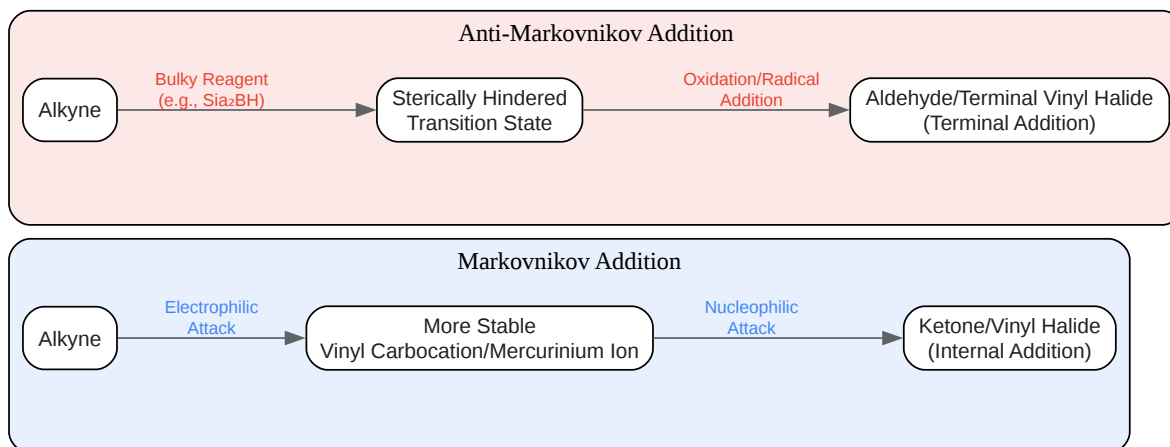 Anti-Markovnikov Addition
Alkyne
Bulky Reagent
(e.g., Sia₂BH)
Sterically Hindered
Transition State
Oxidation/Radical
Addition
Aldehyde/Terminal Vinyl Halide
(Terminal Addition)
Markovnikov Addition
Alkyne
Electrophilic
Attack
More Stable
Vinyl Carbocation/Mercurinium Ion
Nucleophilic
Attack
Ketone/Vinyl Halide
(Internal Addition)